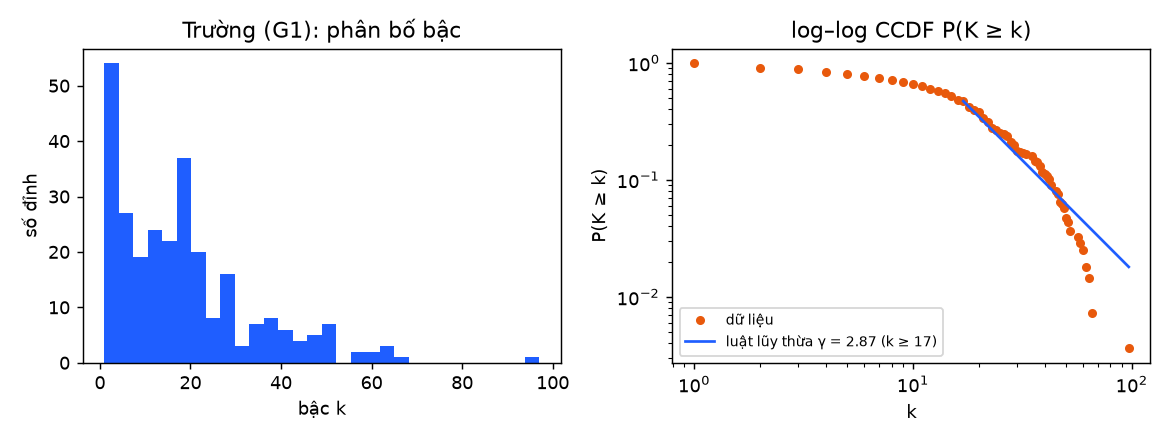 Trường (G1): phân bố bậc
số đỉnh
50
40
30
20
10
0
0 20 40 60 80 100
bậc k
log–log CCDF P(K ≥ k)
P(K ≥ k)
10⁰
10⁻¹
10⁻²
dữ liệu
luật lũy thừa γ = 2.87 (k ≥ 17)
10⁰ 10¹ 10²
k